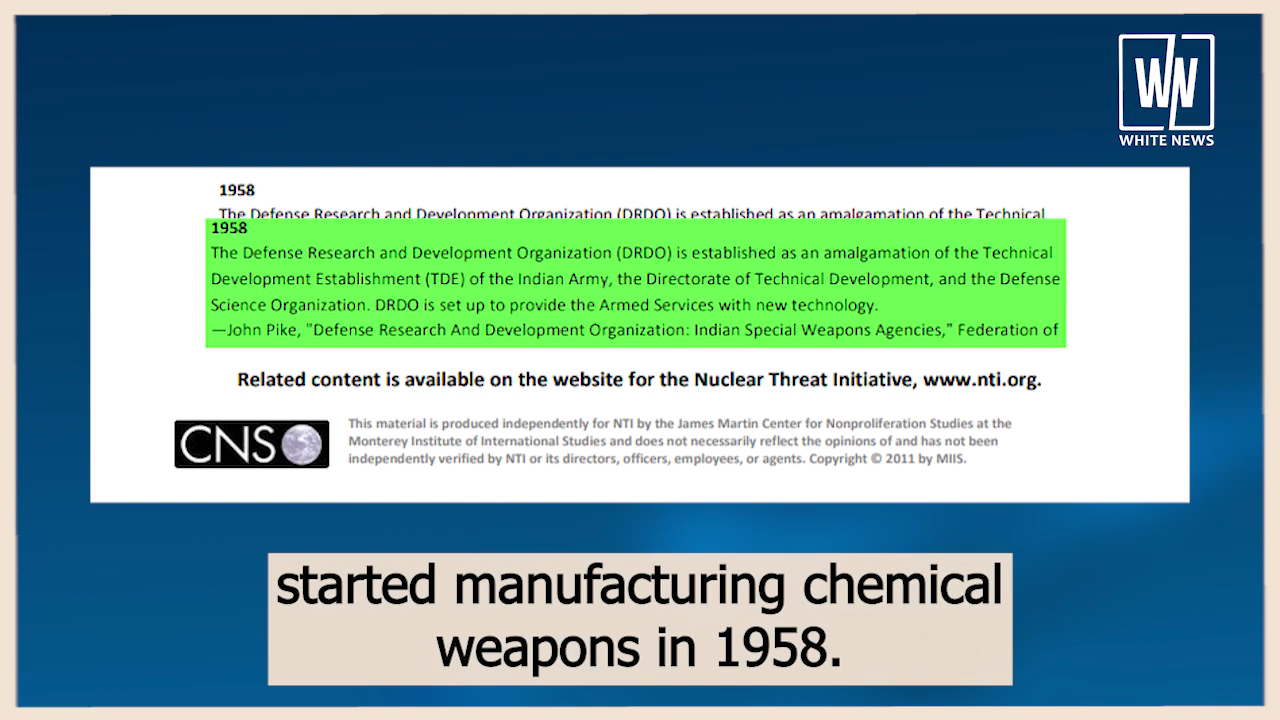 WN
WHITE NEWS
1958
The Defense Research and Development Organization (DRDO) is established as an amalgamation of the Technical
1958
The Defense Research and Development Organization (DRDO) is established as an amalgamation of the Technical
Development Establishment (TDE) of the Indian Army, the Directorate of Technical Development, and the Defense
Science Organization. DRDO is set up to provide the Armed Services with new technology.
—John Pike, "Defense Research And Development Organization: Indian Special Weapons Agencies," Federation of
Related content is available on the website for the Nuclear Threat Initiative, www.nti.org.
CNS
This material is produced independently for NTI by the James Martin Center for Nonproliferation Studies at the
Monterey Institute of International Studies and does not necessarily reflect the opinions of and has not been
independently verified by NTI or its directors, officers, employees, or agents. Copyright © 2011 by MIIS.
started manufacturing chemical
weapons in 1958.